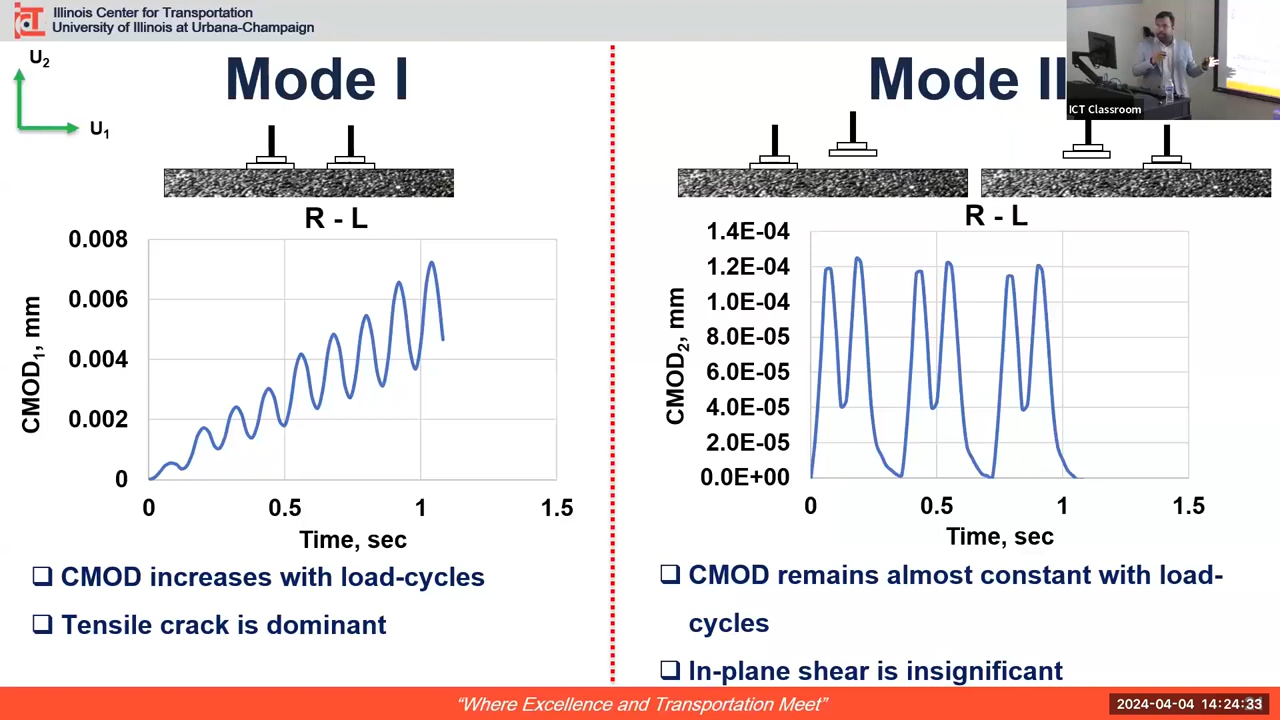 Illinois Center for Transportation
University of Illinois at Urbana-Champaign
ICT Classroom
U2
U1
Mode I
Mode II
R - L
0.008
0.006
0.004
0.002
0
CMOD1, mm
0 0.5 1 1.5
Time, sec
CMOD increases with load-cycles
Tensile crack is dominant
R - L
1.4E-04
1.2E-04
1.0E-04
8.0E-05
6.0E-05
4.0E-05
2.0E-05
0.0E+00
CMOD2, mm
0 0.5 1 1.5
Time, sec
CMOD remains almost constant with load-
cycles
In-plane shear is insignificant
“Where Excellence and Transportation Meet”
2024-04-04 14:24:33